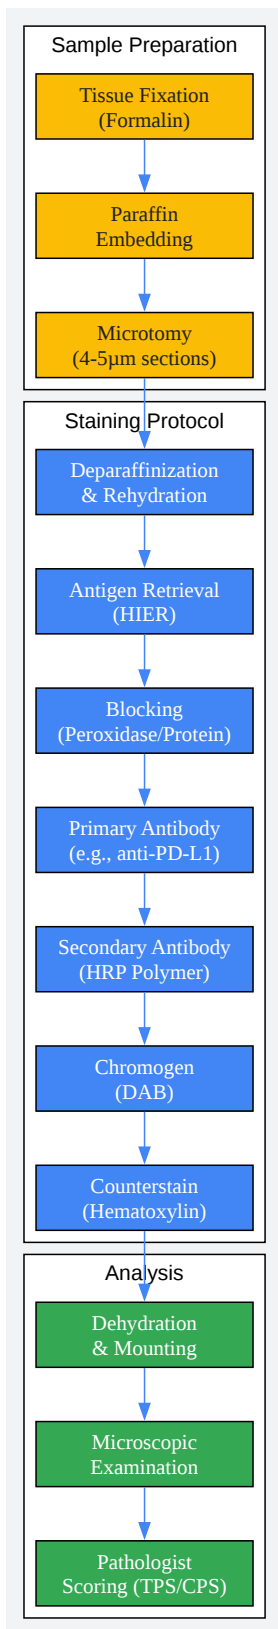 Sample Preparation
Tissue Fixation
(Formalin)
Paraffin
Embedding
Microtomy
(4-5µm sections)
Staining Protocol
Deparaffinization
& Rehydration
Antigen Retrieval
(HIER)
Blocking
(Peroxidase/Protein)
Primary Antibody
(e.g., anti-PD-L1)
Secondary Antibody
(HRP Polymer)
Chromogen
(DAB)
Counterstain
(Hematoxylin)
Analysis
Dehydration
& Mounting
Microscopic
Examination
Pathologist
Scoring (TPS/CPS)